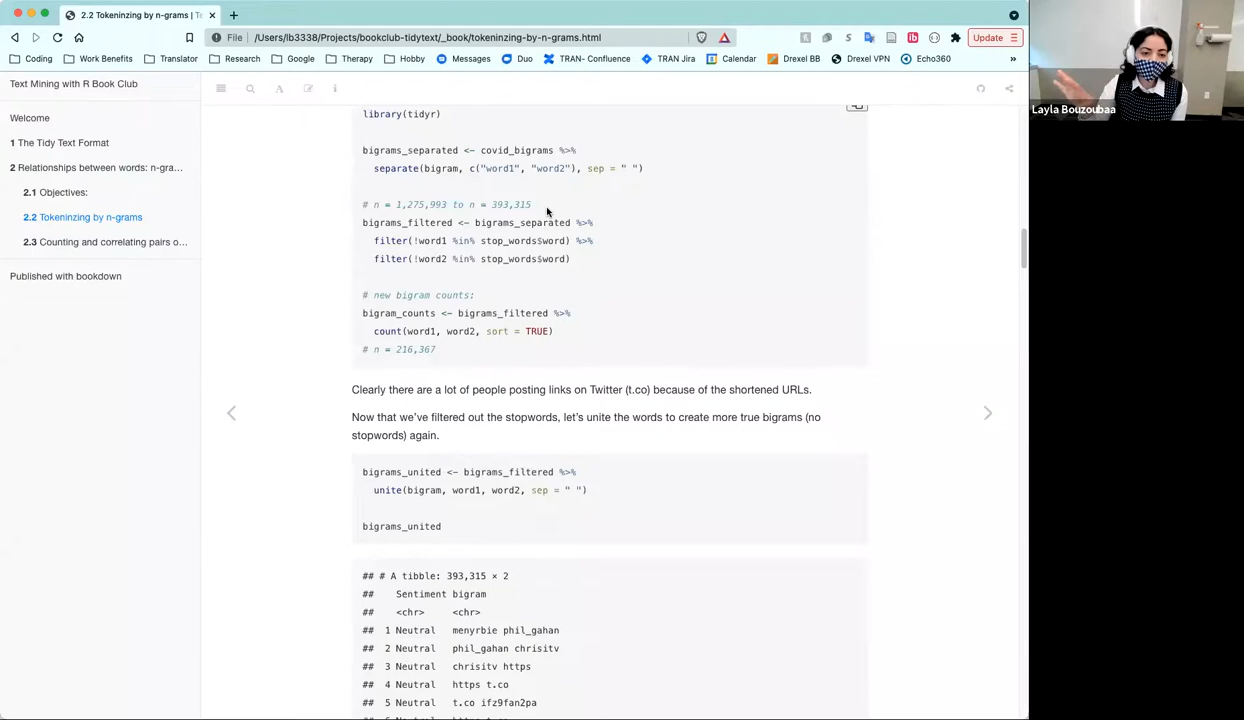 2.2 Tokeninzing by n-grams | T
Update
File
/Users/lb3338/Projects/bookclub-tidytext/_book/tokeninzing-by-n-grams.html
Coding
Work Benefits
Translator
Research
Google
Therapy
Hobby
Messages
Duo
TRAN- Confluence
TRAN Jira
Calendar
Drexel BB
Drexel VPN
Echo360
»
Text Mining with R Book Club
Welcome
1 The Tidy Text Format
2 Relationships between words: n-gra…
2.1 Objectives:
2.2 Tokeninzing by n-grams
2.3 Counting and correlating pairs o…
Published with bookdown
library(tidyr)
bigrams_separated <- covid_bigrams %>%
separate(bigram, c("word1", "word2"), sep = " ")
# n = 1,275,993 to n = 393,315
bigrams_filtered <- bigrams_separated %>%
filter(!word1 %in% stop_words$word) %>%
filter(!word2 %in% stop_words$word)
# new bigram counts:
bigram_counts <- bigrams_filtered %>%
count(word1, word2, sort = TRUE)
# n = 216,367
Clearly there are a lot of people posting links on Twitter (t.co) because of the shortened URLs.
Now that we've filtered out the stopwords, let's unite the words to create more true bigrams (no
stopwords) again.
bigrams_united <- bigrams_filtered %>%
unite(bigram, word1, word2, sep = " ")
bigrams_united
## # A tibble: 393,315 × 2
## Sentiment bigram
## <chr> <chr>
## 1 Neutral menyrbie phil_gahan
## 2 Neutral phil_gahan chrisitv
## 3 Neutral chrisitv https
## 4 Neutral https t.co
## 5 Neutral t.co ifz9fan2pa
Layla Bouzoubaa